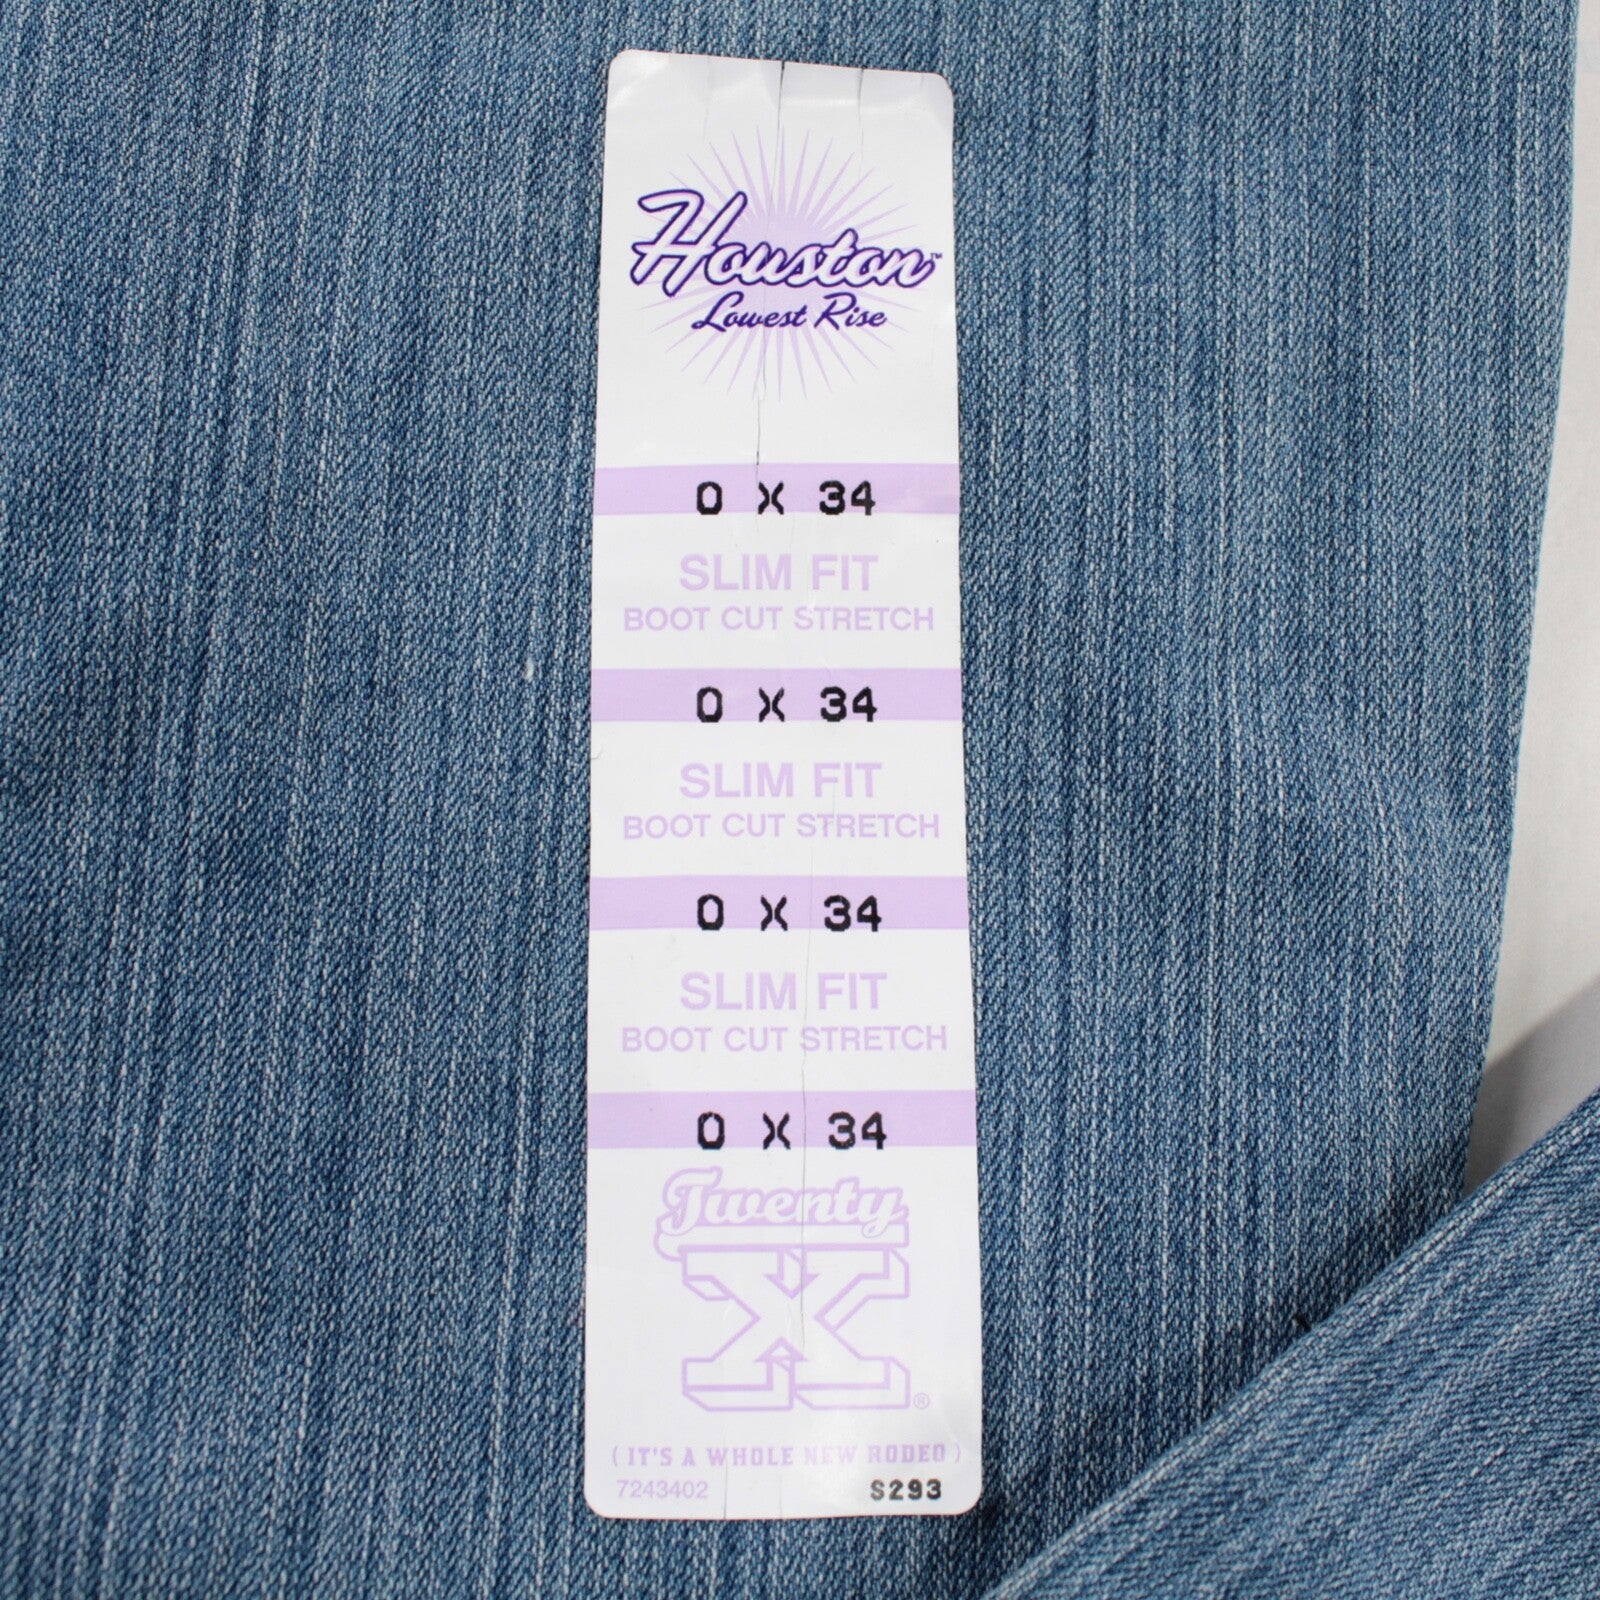 Houston™
Lowest Rise
0 X 34
SLIM FIT
BOOT CUT STRETCH
0 X 34
SLIM FIT
BOOT CUT STRETCH
0 X 34
SLIM FIT
BOOT CUT STRETCH
0 X 34
Twenty
X®
( IT'S A WHOLE NEW RODEO )
7243402 S293